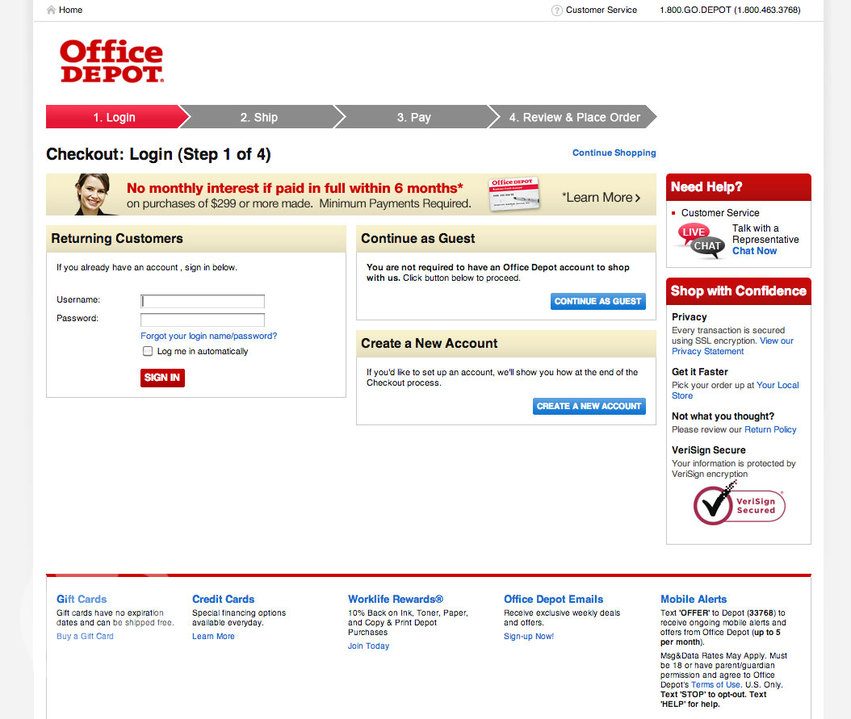 Home
Customer Service
1.800.GO.DEPOT (1.800.463.3768)
Office
DEPOT.
1. Login
2. Ship
3. Pay
4. Review & Place Order
Checkout: Login (Step 1 of 4)
Continue Shopping
No monthly interest if paid in full within 6 months*
on purchases of $299 or more made. Minimum Payments Required.
Office DEPOT
*Learn More ›
Returning Customers
If you already have an account , sign in below.
Username:
Password:
Forgot your login name/password?
Log me in automatically
SIGN IN
Continue as Guest
You are not required to have an Office Depot account to shop
with us. Click button below to proceed.
CONTINUE AS GUEST
Create a New Account
If you'd like to set up an account, we'll show you how at the end of the
Checkout process.
CREATE A NEW ACCOUNT
Need Help?
Customer Service
LIVE
CHAT
Talk with a
Representative
Chat Now
Shop with Confidence
Privacy
Every transaction is secured
using SSL encryption. View our
Privacy Statement
Get it Faster
Pick your order up at Your Local
Store
Not what you thought?
Please review our Return Policy
VeriSign Secure
Your information is protected by
VeriSign encryption
VeriSign
Secured
Gift Cards
Gift cards have no expiration
dates and can be shipped free.
Buy a Gift Card
Credit Cards
Special financing options
available everyday.
Learn More
Worklife Rewards®
10% Back on Ink, Toner, Paper,
and Copy & Print Depot
Purchases
Join Today
Office Depot Emails
Receive exclusive weekly deals
and offers.
Sign-up Now!
Mobile Alerts
Text 'OFFER' to Depot (33768) to
receive ongoing mobile alerts and
offers from Office Depot (up to 5
per month).
Msg&Data Rates May Apply. Must
be 18 or have parent/guardian
permission and agree to Office
Depot's Terms of Use. U.S. Only.
Text 'STOP' to opt-out. Text
'HELP' for help.